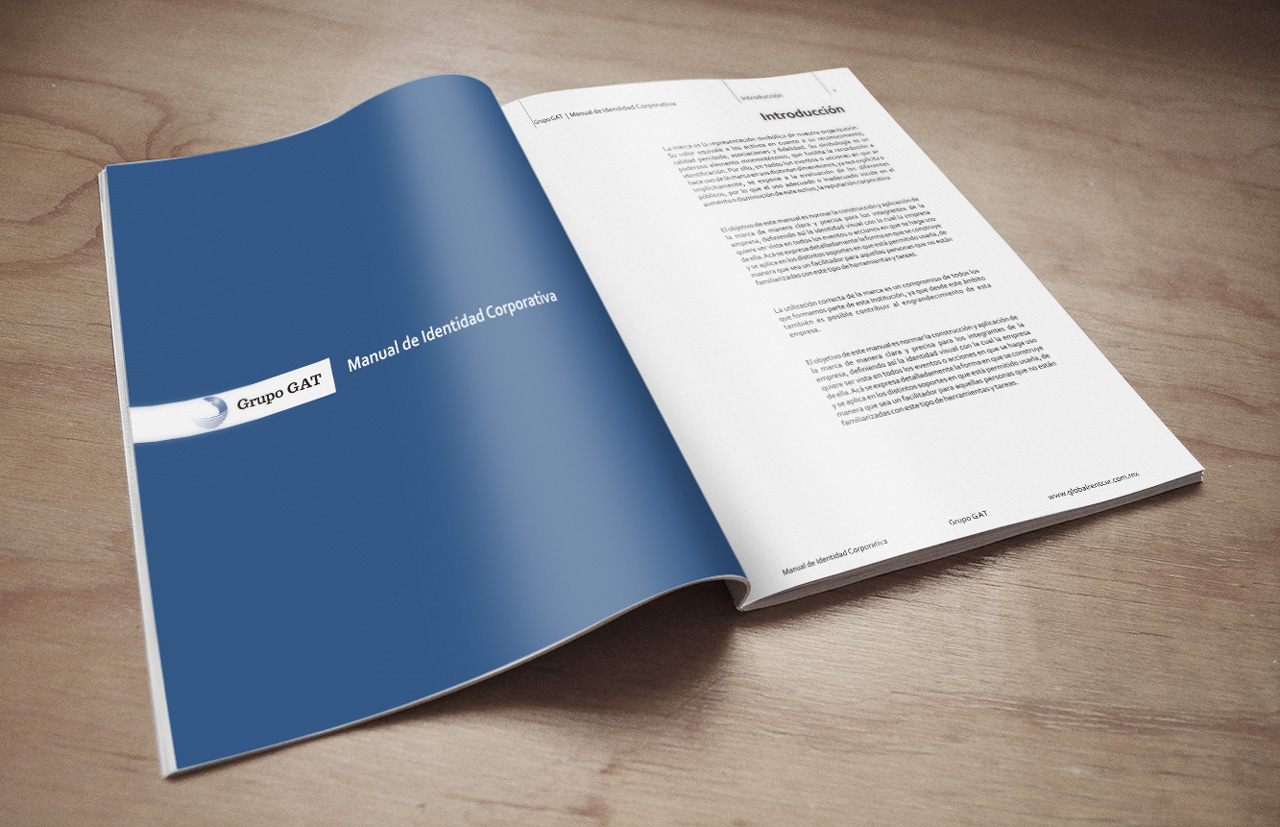 Grupo GAT
Manual de Identidad Corporativa
Grupo GAT | Manual de Identidad Corporativa
Introducción
Introducción
La marca es la representación simbólica de nuestra organización.
Su valor equivale a los activos en cuanto a su reconocimiento,
calidad percibida, asociaciones y fidelidad. Su simbología es un
poderoso elemento mnemotécnico, que facilita la recordación e
identificación. Por ello, en todos los eventos o acciones en que se
hace uso de la marca en sus distintas dimensiones, ya sea explícita o
implícitamente, se expone a la evaluación de los diferentes
públicos, por lo que el uso adecuado o inadecuado incide en el
aumento o disminución de este activo, la reputación corporativa.
El objetivo de este manual es normar la construcción y aplicación de
la marca de manera clara y precisa para los integrantes de la
empresa, definiendo así la identidad visual con la cual la empresa
quiere ser vista en todos los eventos o acciones en que se haga uso
de ella. Acá se expresa detalladamente la forma en que se construye
y se aplica en los distintos soportes en que está permitido usarla, de
manera que sea un facilitador para aquellas personas que no están
familiarizadas con este tipo de herramientas y tareas.
La utilización correcta de la marca es un compromiso de todos los
que formamos parte de esta Institución, ya que desde este ámbito
también es posible contribuir al engrandecimiento de esta
empresa.
El objetivo de este manual es normar la construcción y aplicación de
la marca de manera clara y precisa para los integrantes de la
empresa, definiendo así la identidad visual con la cual la empresa
quiere ser vista en todos los eventos o acciones en que se haga uso
de ella. Acá se expresa detalladamente la forma en que se construye
y se aplica en los distintos soportes en que está permitido usarla, de
manera que sea un facilitador para aquellas personas que no están
familiarizadas con este tipo de herramientas y tareas.
Manual de Identidad Corporativa
Grupo GAT
www.globalrentcar.com.mx